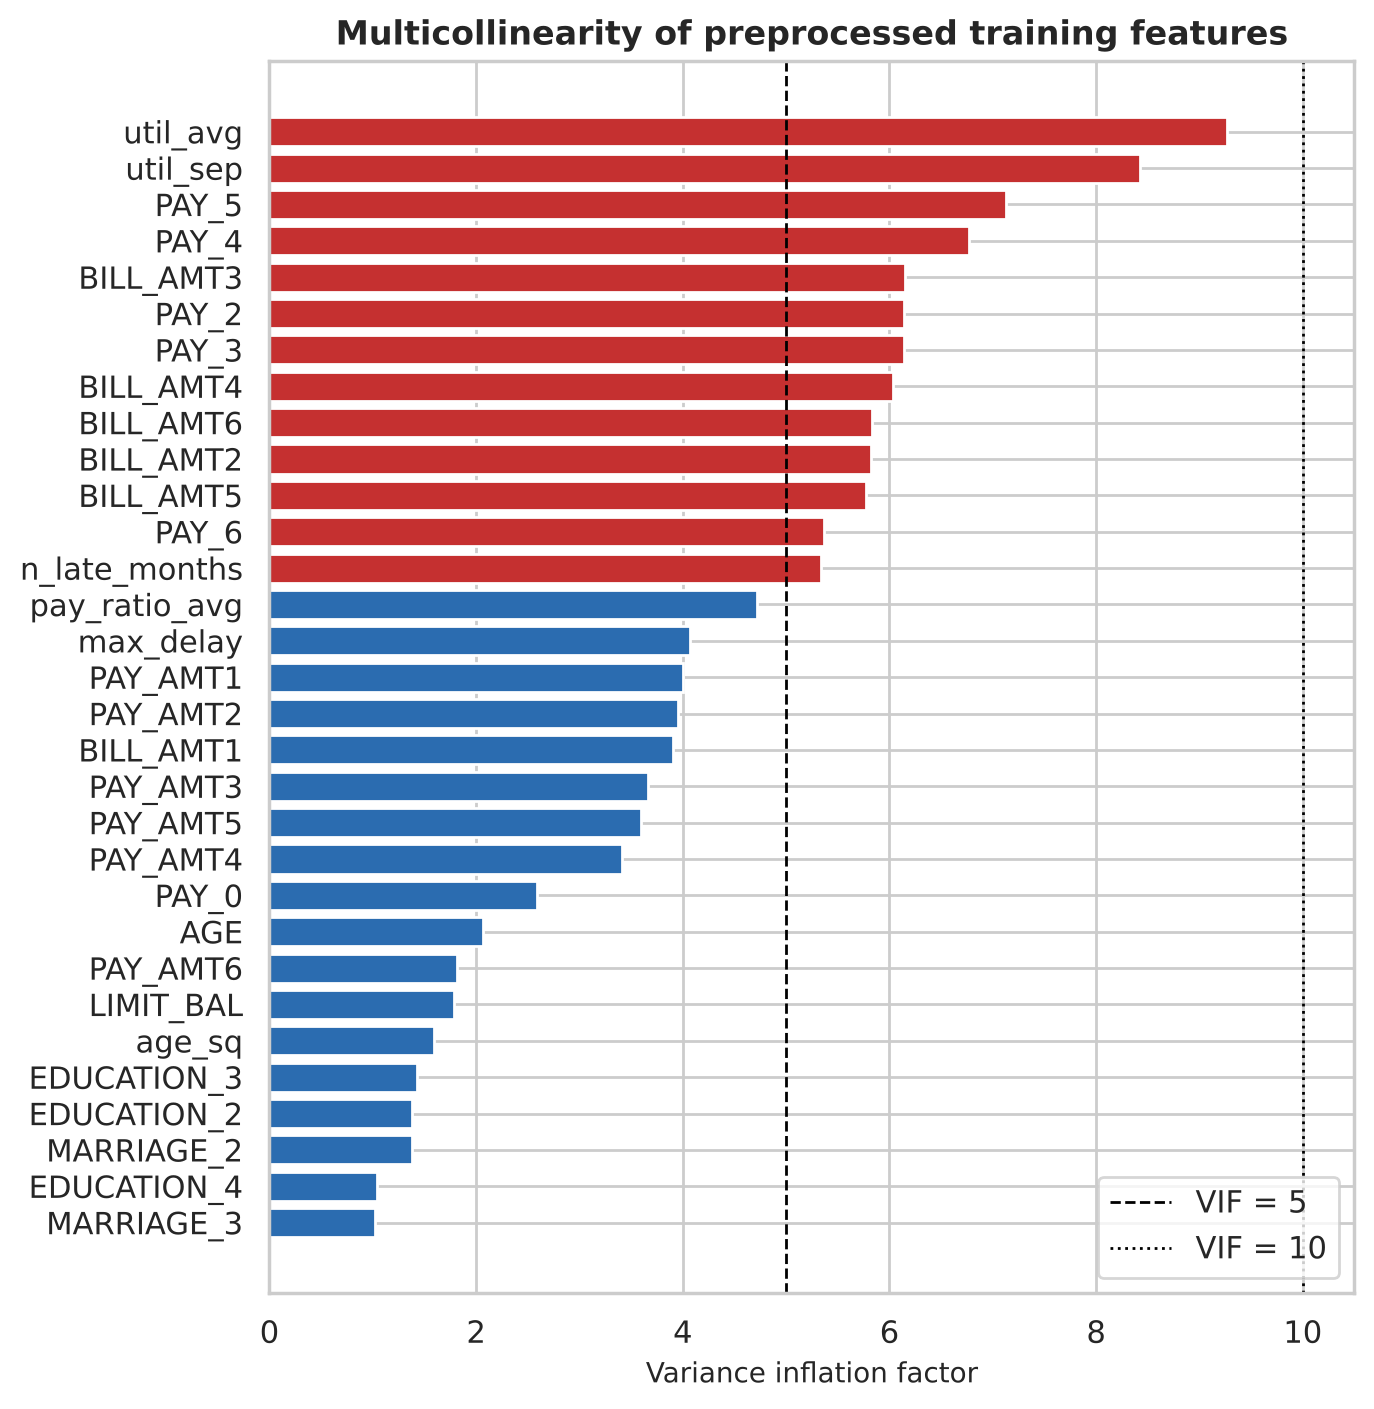 Multicollinearity of preprocessed training features
util_avg
util_sep
PAY_5
PAY_4
BILL_AMT3
PAY_2
PAY_3
BILL_AMT4
BILL_AMT6
BILL_AMT2
BILL_AMT5
PAY_6
n_late_months
pay_ratio_avg
max_delay
PAY_AMT1
PAY_AMT2
BILL_AMT1
PAY_AMT3
PAY_AMT5
PAY_AMT4
PAY_0
AGE
PAY_AMT6
LIMIT_BAL
age_sq
EDUCATION_3
EDUCATION_2
MARRIAGE_2
EDUCATION_4
MARRIAGE_3
VIF = 5
VIF = 10
0 2 4 6 8 10
Variance inflation factor